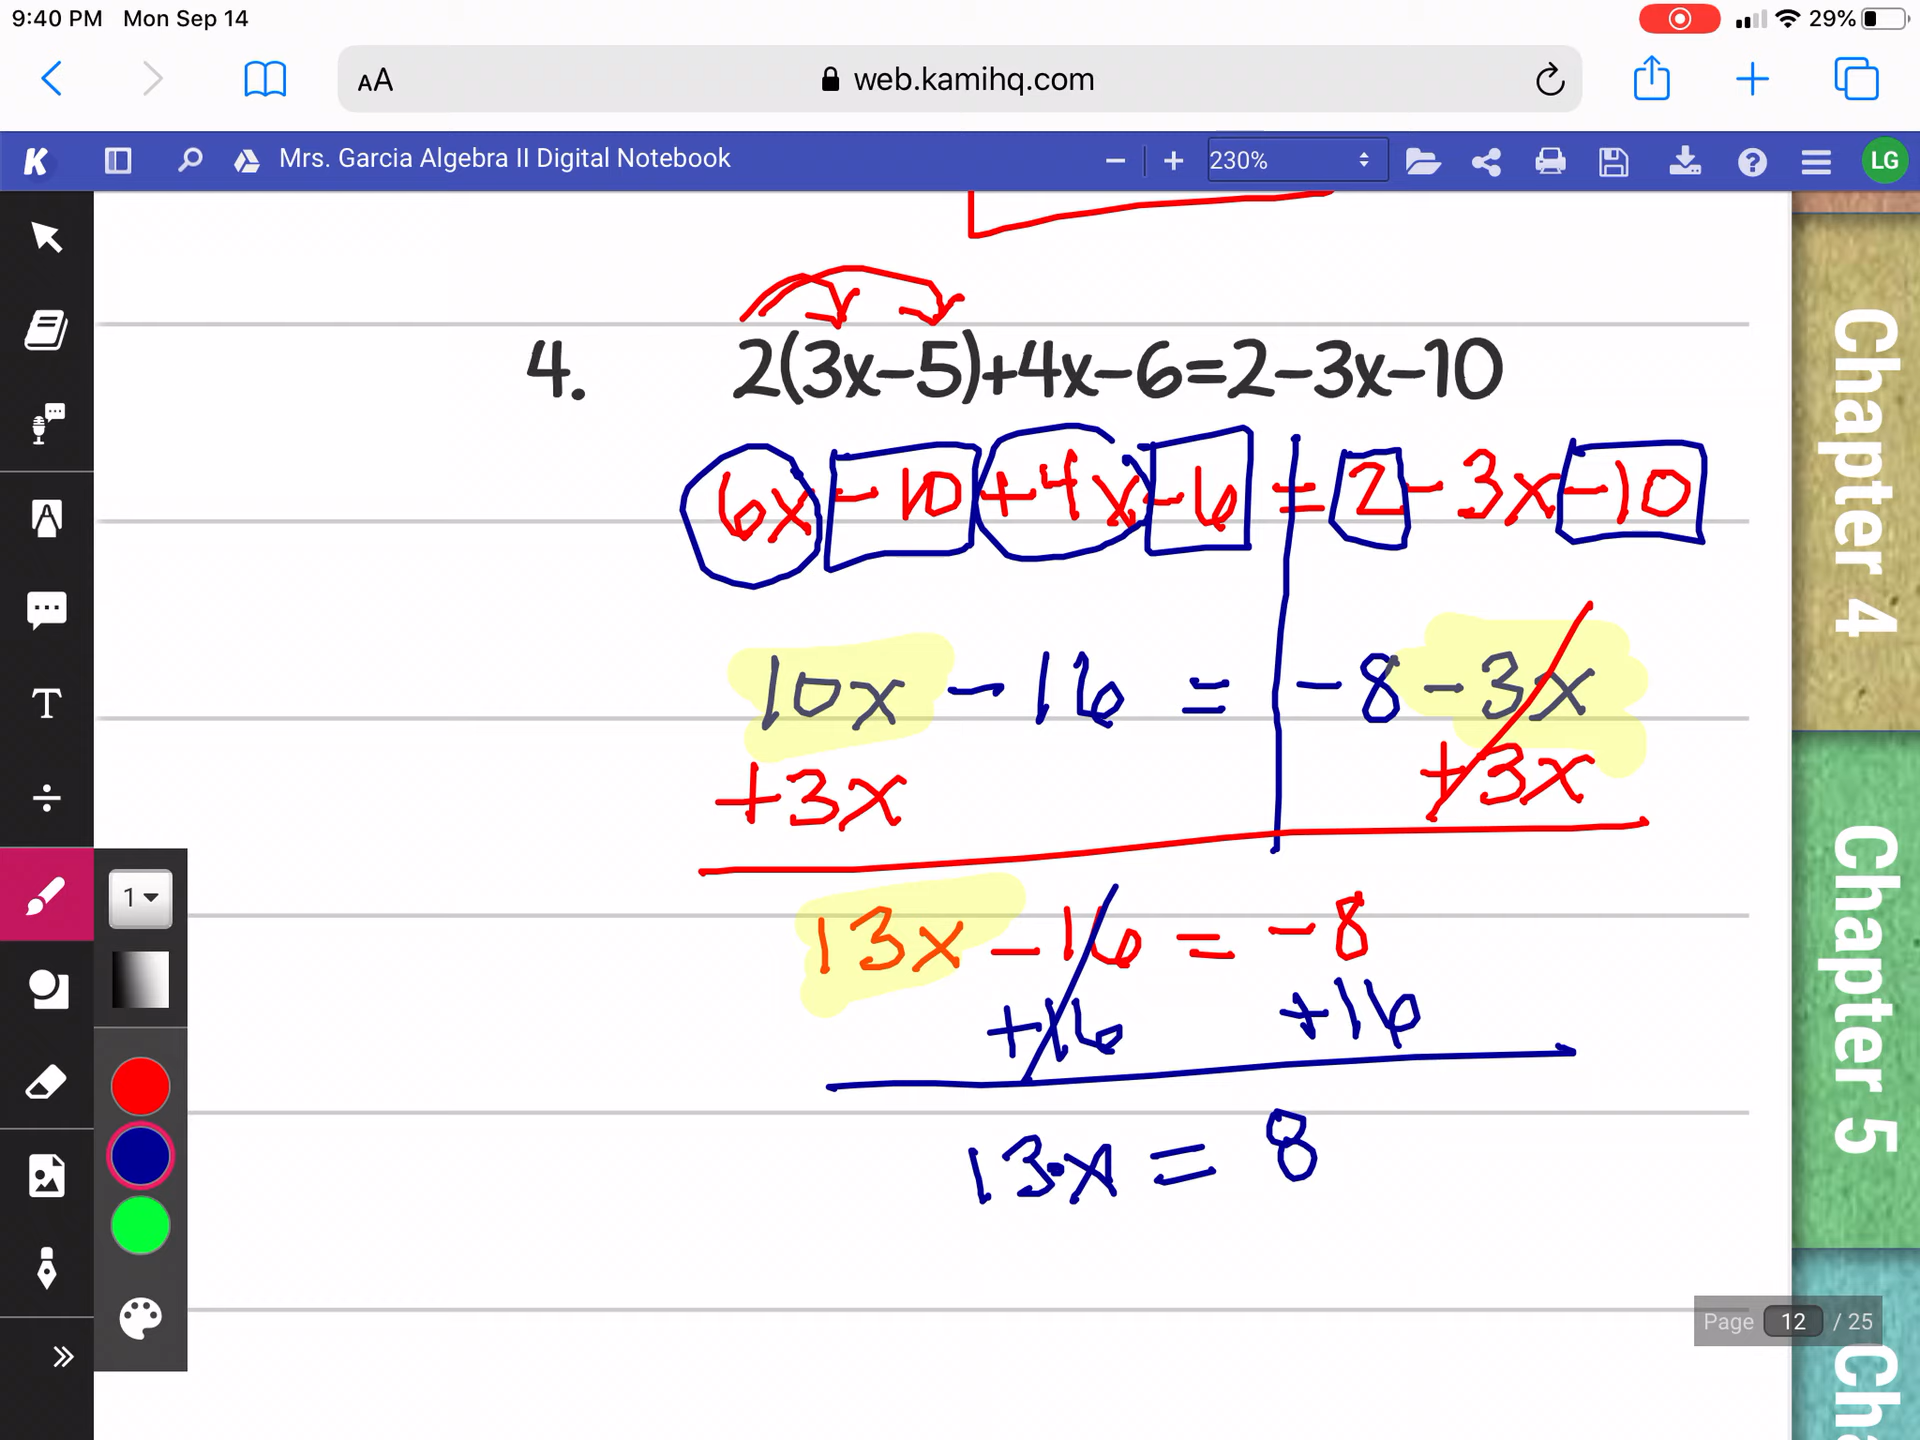 9:40 PM Mon Sep 14
29%
AA
web.kamihq.com
K
Mrs. Garcia Algebra II Digital Notebook
230%
LG
4. 2(3x-5)+4x-6=2-3x-10
6x - 10 + 4x - 6 = 2 - 3x - 10
10x - 16 = -8 - 3x
+3x +3x
13x - 16 = -8
+16 +16
13·x = 8
T
1
Page 12 / 25
Chapter 4
Chapter 5
Ch